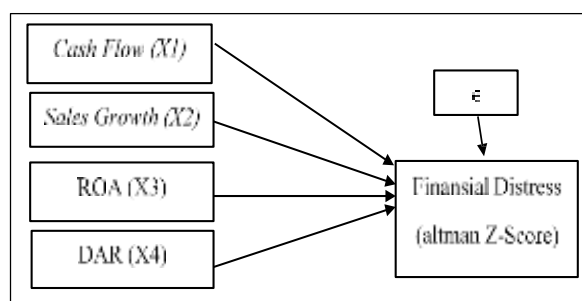 Cash Flow (X1)
Sales Growth (X2)
ROA (X3)
DAR (X4)
ε
Finansial Distress
(altman Z-Score)